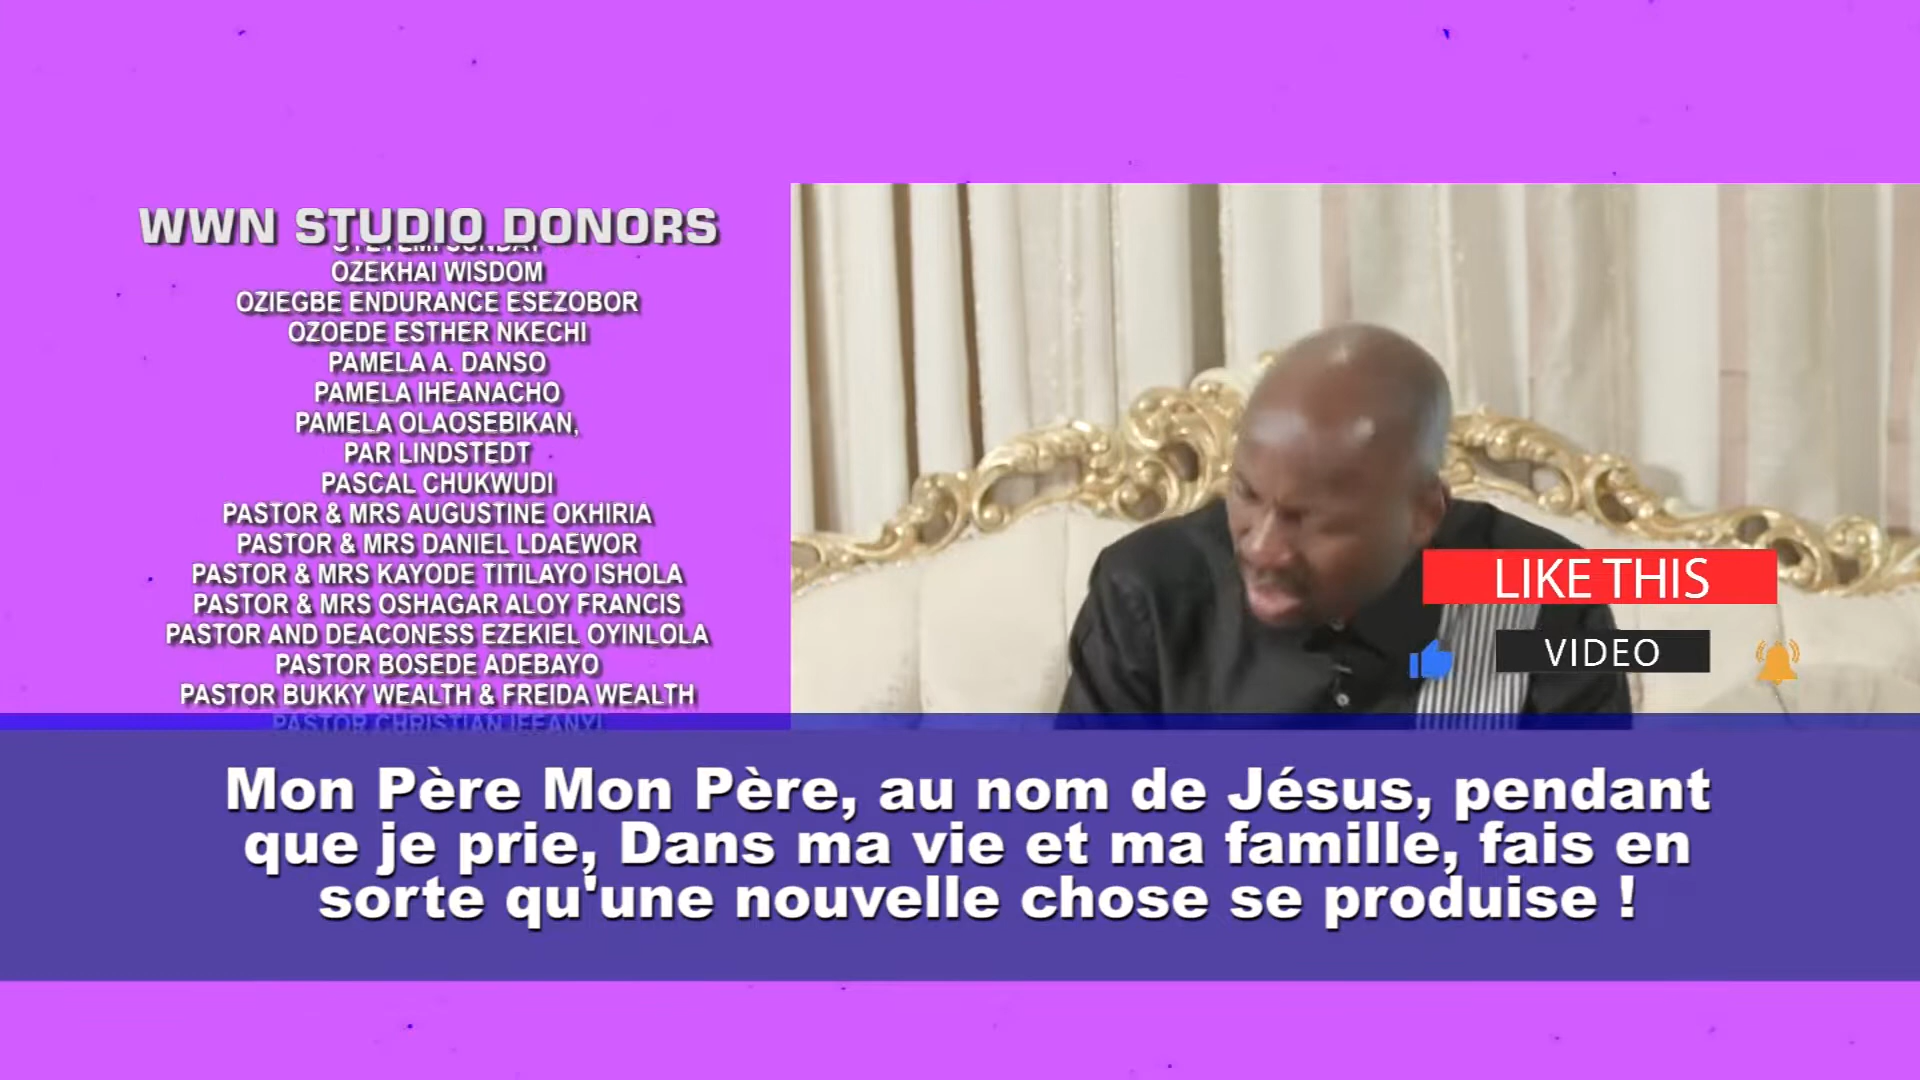 WWN STUDIO DONORS
OZEKHAI WISDOM
OZIEGBE ENDURANCE ESEZOBOR
OZOEDE ESTHER NKECHI
PAMELA A. DANSO
PAMELA IHEANACHO
PAMELA OLAOSEBIKAN,
PAR LINDSTEDT
PASCAL CHUKWUDI
PASTOR & MRS AUGUSTINE OKHIRIA
PASTOR & MRS DANIEL LDAEWOR
PASTOR & MRS KAYODE TITILAYO ISHOLA
PASTOR & MRS OSHAGAR ALOY FRANCIS
PASTOR AND DEACONESS EZEKIEL OYINLOLA
PASTOR BOSEDE ADEBAYO
PASTOR BUKKY WEALTH & FREIDA WEALTH
PASTOR CHRISTIAN IFEANYI
LIKE THIS
VIDEO
Mon Père Mon Père, au nom de Jésus, pendant
que je prie, Dans ma vie et ma famille, fais en
sorte qu'une nouvelle chose se produise !